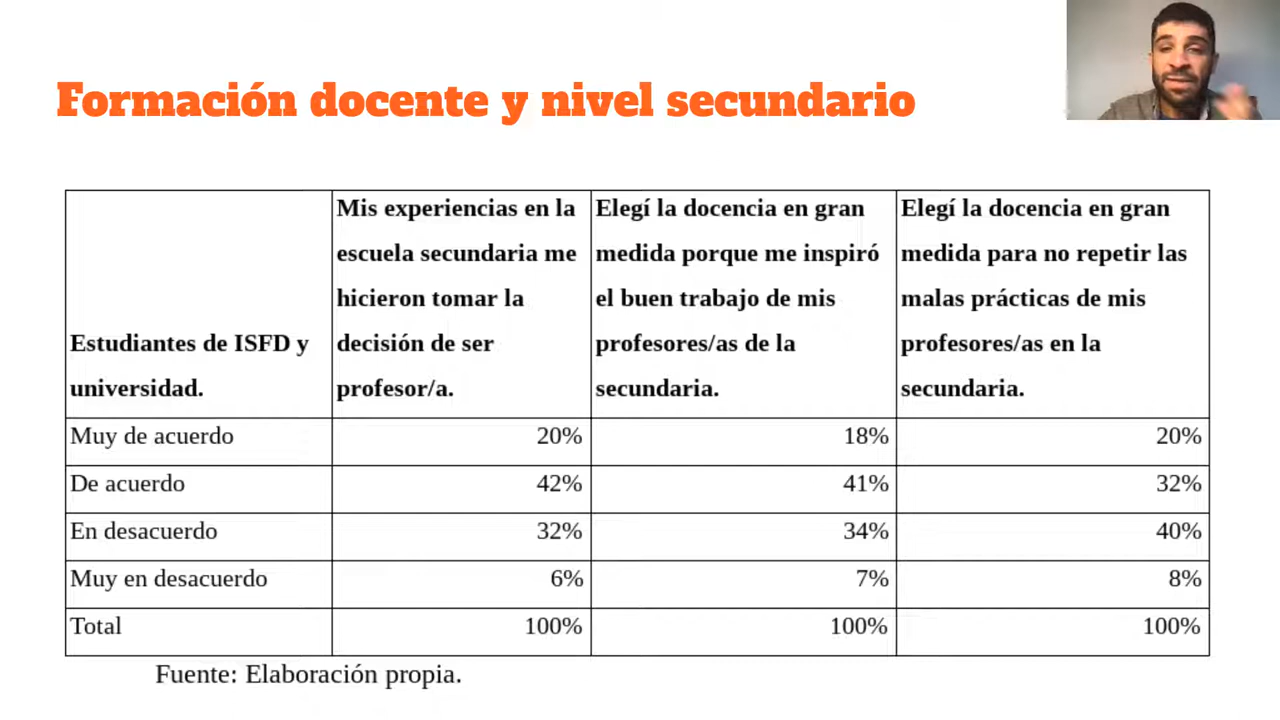 Formación docente y nivel secundario
Estudiantes de ISFD y
universidad.
Mis experiencias en la
escuela secundaria me
hicieron tomar la
decisión de ser
profesor/a.
Elegí la docencia en gran
medida porque me inspiró
el buen trabajo de mis
profesores/as de la
secundaria.
Elegí la docencia en gran
medida para no repetir las
malas prácticas de mis
profesores/as en la
secundaria.
Muy de acuerdo 20% 18% 20%
De acuerdo 42% 41% 32%
En desacuerdo 32% 34% 40%
Muy en desacuerdo 6% 7% 8%
Total 100% 100% 100%
Fuente: Elaboración propia.